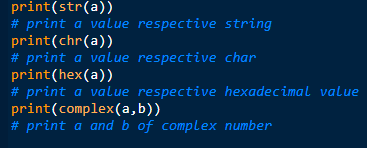 print(str(a))
# print a value respective string
print(chr(a))
# print a value respective char
print(hex(a))
# print a value respective hexadecimal value
print(complex(a,b))
# print a and b of complex number